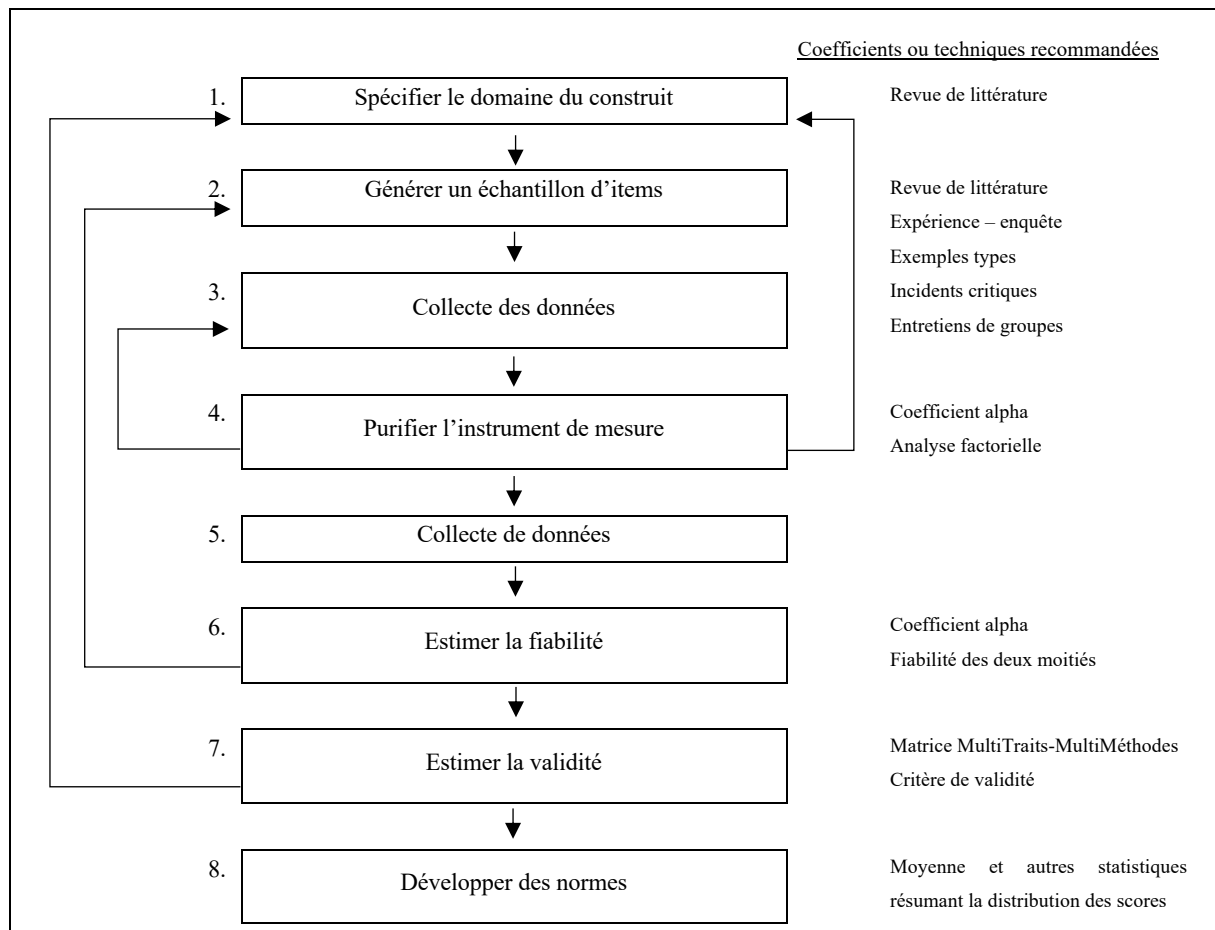 Coefficients ou techniques recommandées
1. Spécifier le domaine du construit
Revue de littérature
2. Générer un échantillon d’items
Revue de littérature
Expérience – enquête
Exemples types
Incidents critiques
Entretiens de groupes
3. Collecte des données
4. Purifier l’instrument de mesure
Coefficient alpha
Analyse factorielle
5. Collecte de données
6. Estimer la fiabilité
Coefficient alpha
Fiabilité des deux moitiés
7. Estimer la validité
Matrice MultiTraits-MultiMéthodes
Critère de validité
8. Développer des normes
Moyenne et autres statistiques
résumant la distribution des scores